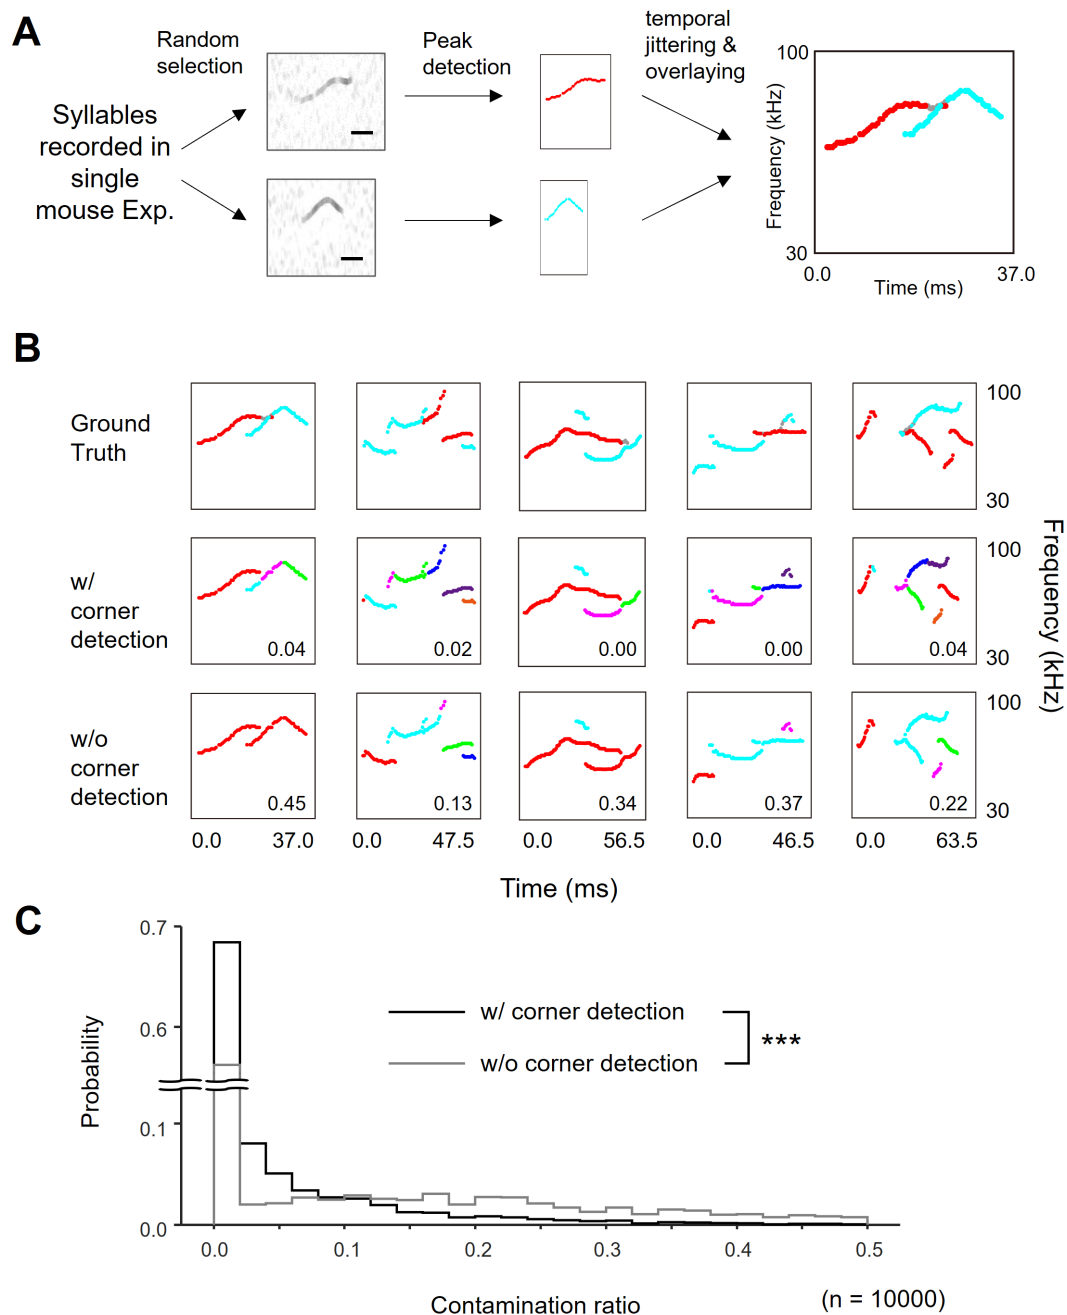 A
Syllables
recorded in
single
mouse Exp.
Random
selection
Peak
detection
temporal
jittering &
overlaying
100
30
Frequency (kHz)
0.0
37.0
Time (ms)
B
Ground
Truth
100
30
w/
corner
detection
0.04
0.02
0.00
0.00
0.04
100
30
w/o
corner
detection
0.45
0.13
0.34
0.37
0.22
100
30
Frequency (kHz)
0.0 37.0
0.0 47.5
0.0 56.5
0.0 46.5
0.0 63.5
Time (ms)
C
0.7
0.6
0.1
0.0
Probability
w/ corner detection
w/o corner detection
***
0.0 0.1 0.2 0.3 0.4 0.5
Contamination ratio
(n = 10000)